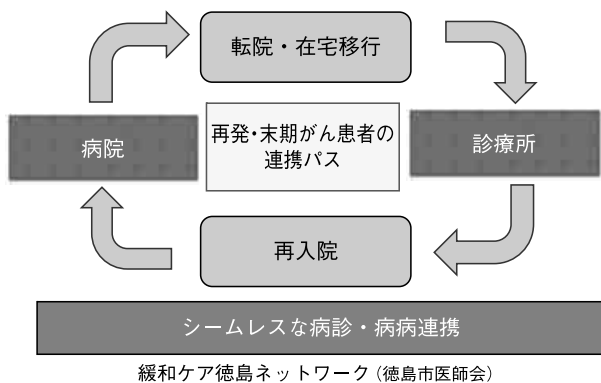 転院・在宅移行
病院
再発・末期がん患者の
連携パス
診療所
再入院
シームレスな病診・病病連携
緩和ケア徳島ネットワーク（徳島市医師会）